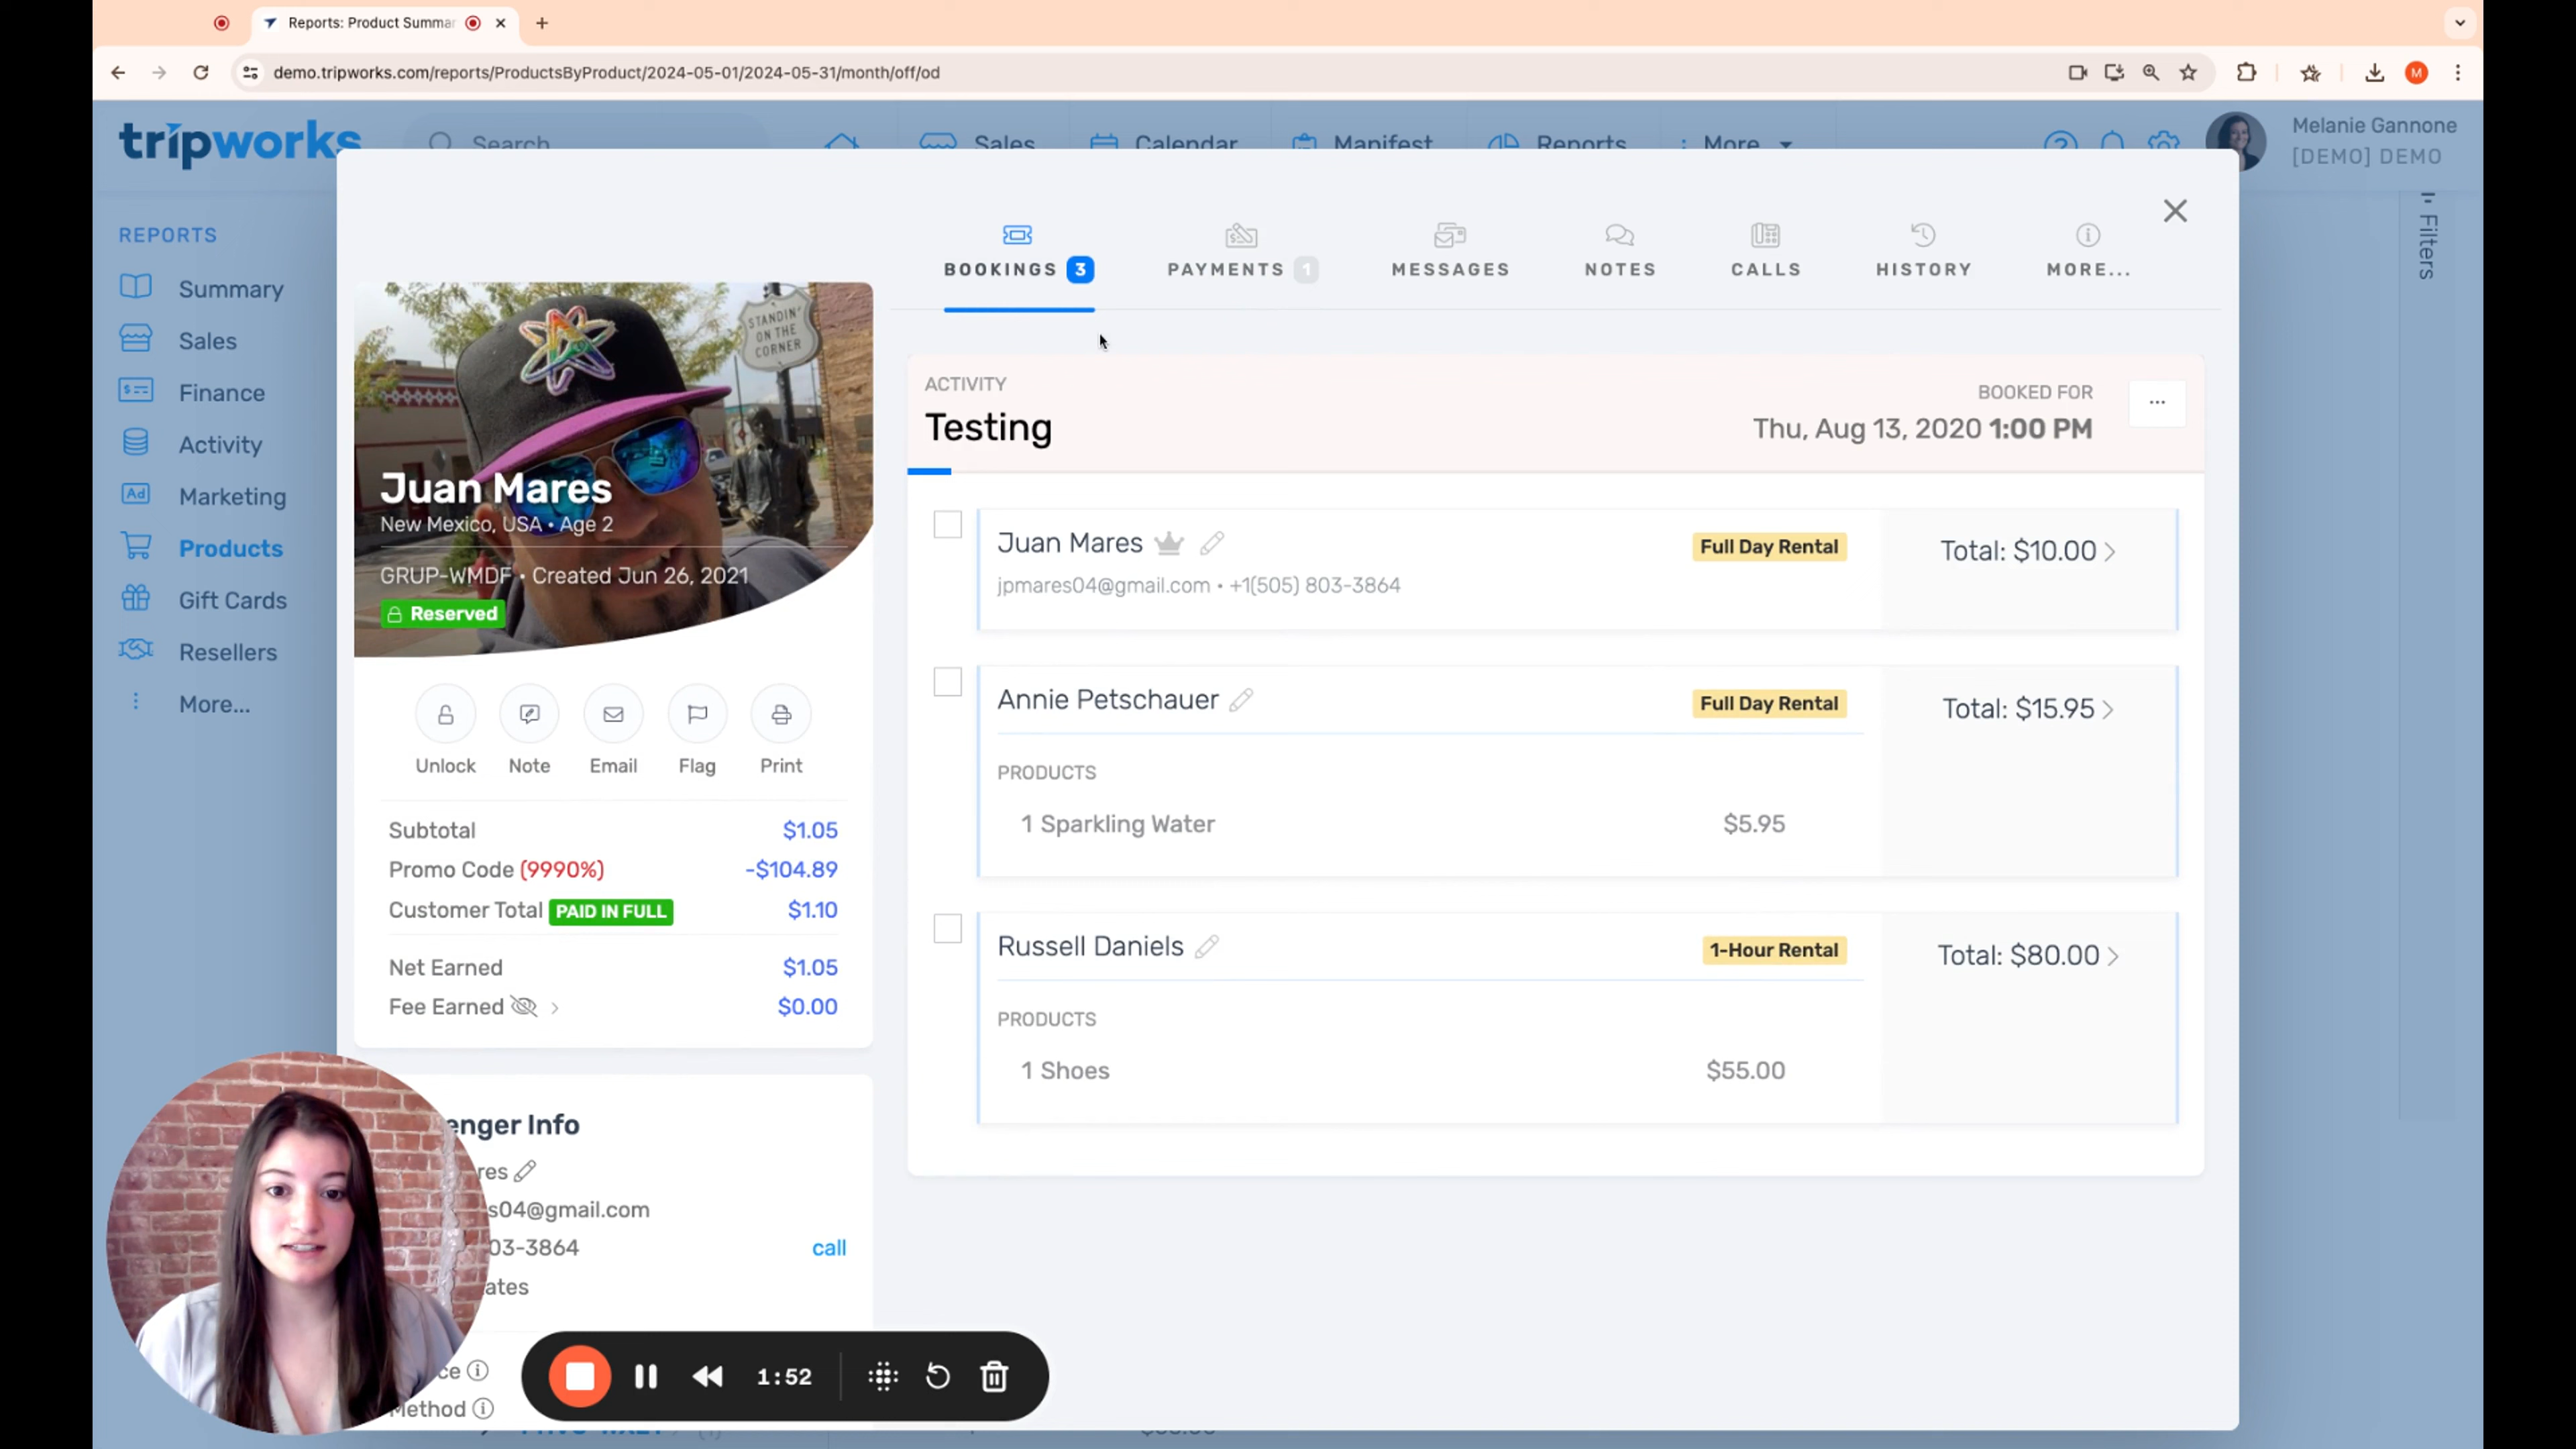 Reports: Product Summar
demo.tripworks.com/reports/ProductsByProduct/2024-05-01/2024-05-31/month/off/od
M
tripworks
Search
Sales
Calendar
Manifest
Reports
More
Melanie Gannone
[DEMO] DEMO
Filters
REPORTS
Summary
Sales
Finance
Activity
Ad
Marketing
Products
Gift Cards
Resellers
More...
BOOKINGS 3
PAYMENTS 1
MESSAGES
NOTES
CALLS
HISTORY
MORE...
STANDIN'
ON THE
CORNER
Juan Mares
New Mexico, USA • Age 2
GRUP-WMDF • Created Jun 26, 2021
Reserved
Unlock
Note
Email
Flag
Print
Subtotal $1.05
Promo Code (9990%) -$104.89
Customer Total PAID IN FULL $1.10
Net Earned $1.05
Fee Earned $0.00
enger Info
res
s04@gmail.com
03-3864 call
ates
ce
Method
ACTIVITY
Testing
BOOKED FOR
Thu, Aug 13, 2020 1:00 PM
...
Juan Mares Full Day Rental Total: $10.00
jpmares04@gmail.com • +1(505) 803-3864
Annie Petschauer Full Day Rental Total: $15.95
PRODUCTS
1 Sparkling Water $5.95
Russell Daniels 1-Hour Rental Total: $80.00
PRODUCTS
1 Shoes $55.00
1:52